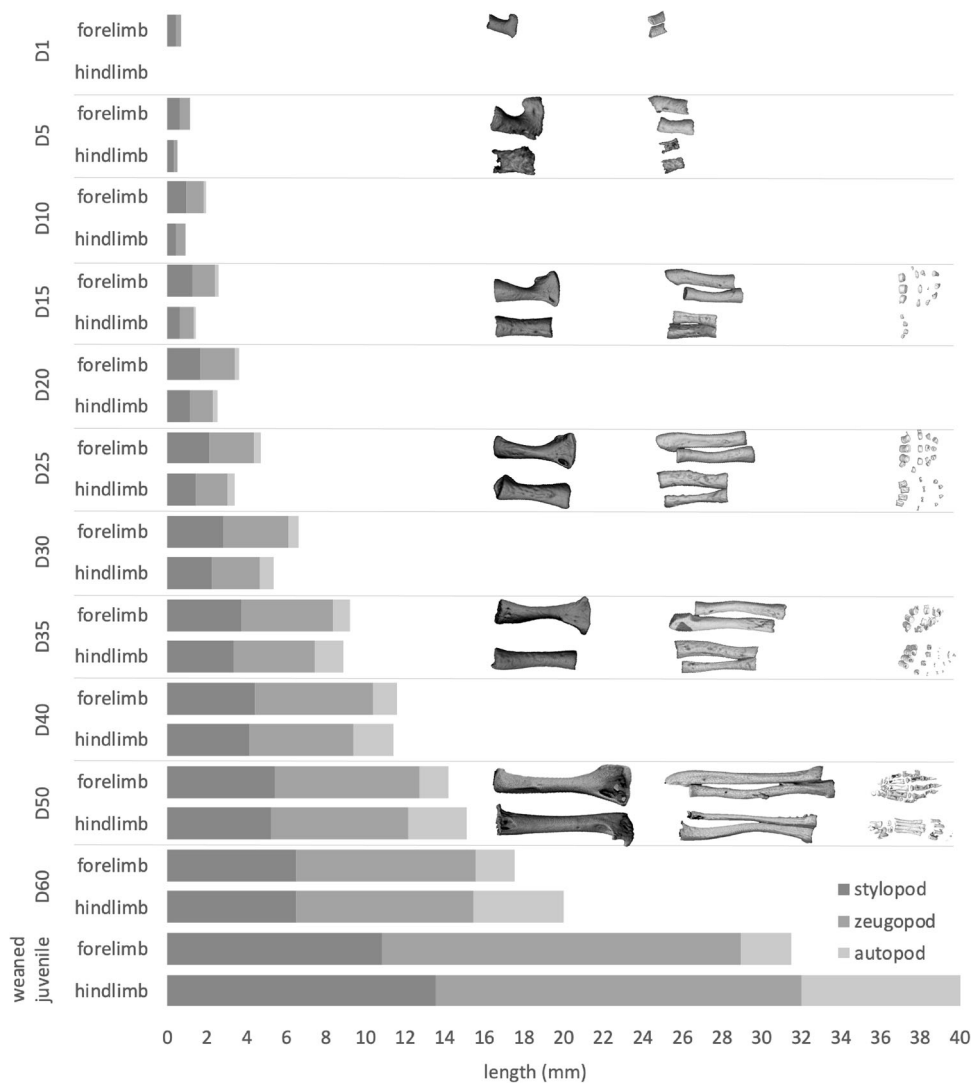 D1
forelimb
hindlimb
D5
forelimb
hindlimb
D10
forelimb
hindlimb
D15
forelimb
hindlimb
D20
forelimb
hindlimb
D25
forelimb
hindlimb
D30
forelimb
hindlimb
D35
forelimb
hindlimb
D40
forelimb
hindlimb
D50
forelimb
hindlimb
D60
forelimb
hindlimb
weaned
juvenile
forelimb
hindlimb
stylopod
zeugopod
autopod
0 2 4 6 8 10 12 14 16 18 20 22 24 26 28 30 32 34 36 38 40
length (mm)